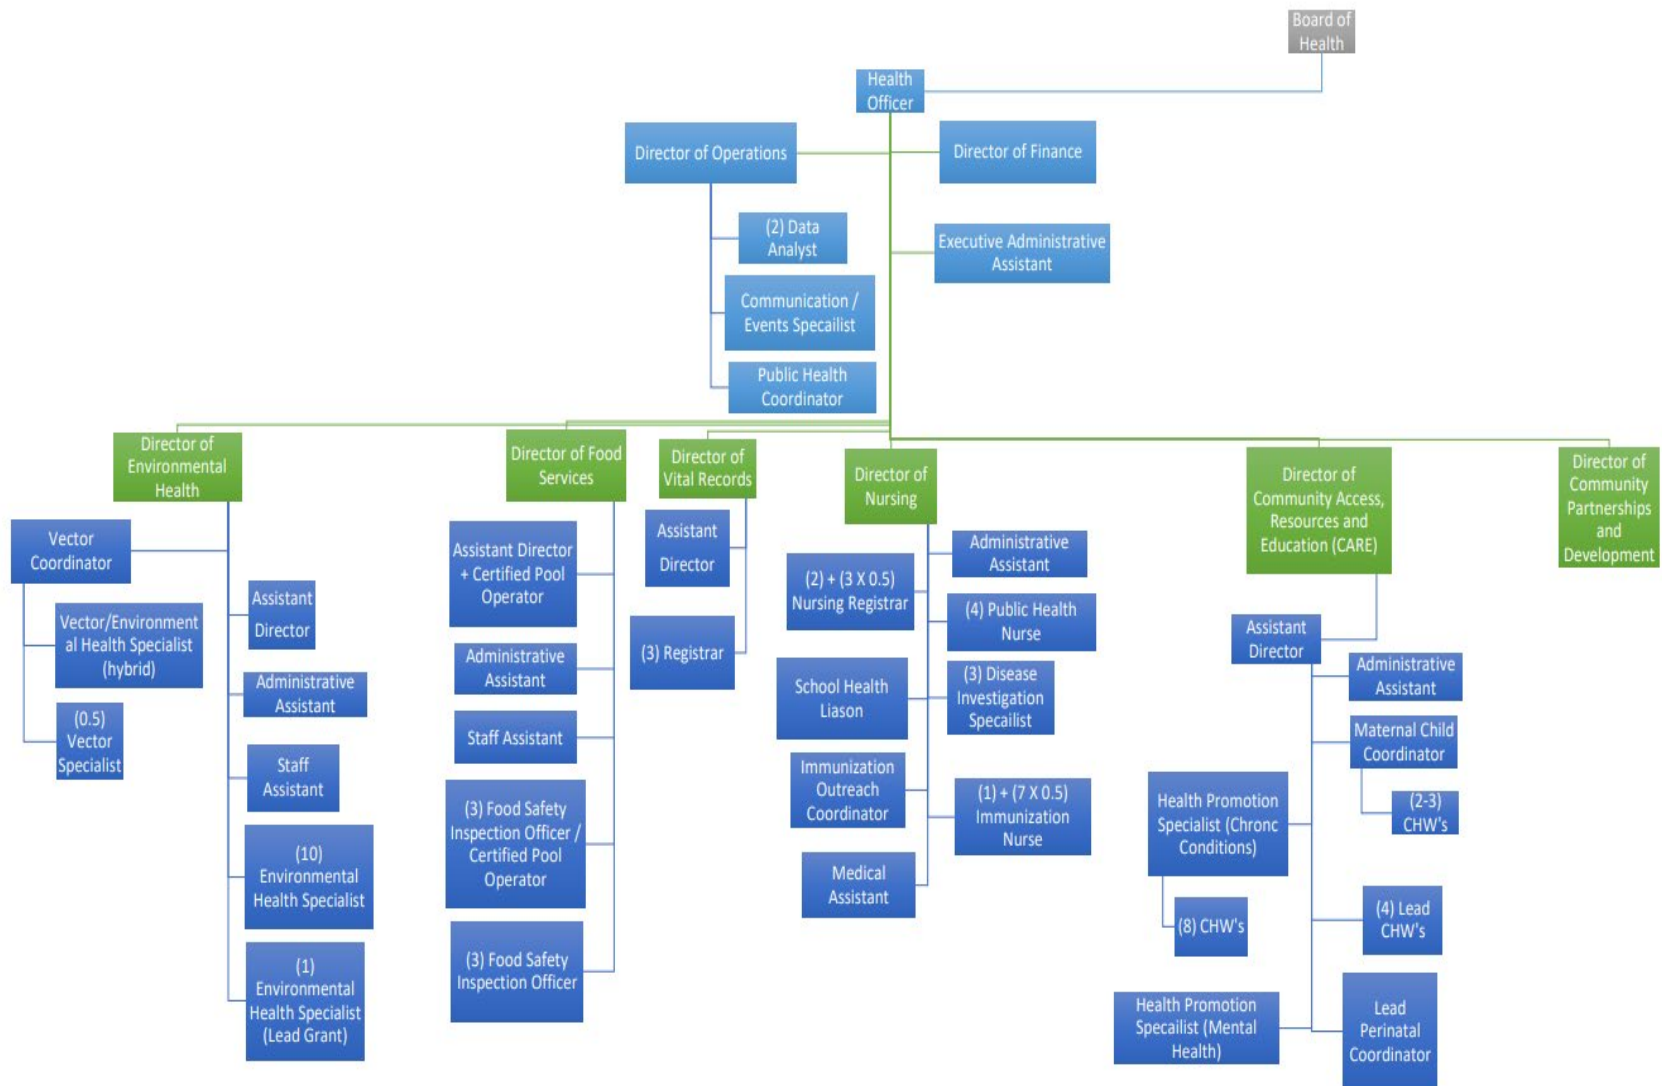 Board of
Health
Health
Officer
Director of Operations
Director of Finance
(2) Data
Analyst
Executive Administrative
Assistant
Communication /
Events Specailist
Public Health
Coordinator
Director of
Environmental
Health
Vector
Coordinator
Vector/Environment
al Health Specialist
(hybrid)
(0.5)
Vector
Specialist
Assistant
Director
Administrative
Assistant
Staff
Assistant
(10)
Environmental
Health Specialist
(1)
Environmental
Health Specialist
(Lead Grant)
Director of Food
Services
Assistant Director
+ Certified Pool
Operator
Administrative
Assistant
Staff Assistant
(3) Food Safety
Inspection Officer /
Certified Pool
Operator
(3) Food Safety
Inspection Officer
Director of
Vital Records
Assistant
Director
(3) Registrar
Director of
Nursing
Administrative
Assistant
(2) + (3 X 0.5)
Nursing Registrar
(4) Public Health
Nurse
School Health
Liason
(3) Disease
Investigation
Specailist
Immunization
Outreach
Coordinator
(1) + (7 X 0.5)
Immunization
Nurse
Medical
Assistant
Director of
Community Access,
Resources and
Education (CARE)
Assistant
Director
Administrative
Assistant
Maternal Child
Coordinator
(2-3)
CHW's
Health Promotion
Specialist (Chronc
Conditions)
(8) CHW's
(4) Lead
CHW's
Health Promotion
Specailist (Mental
Health)
Lead
Perinatal
Coordinator
Director of
Community
Partnerships
and
Development